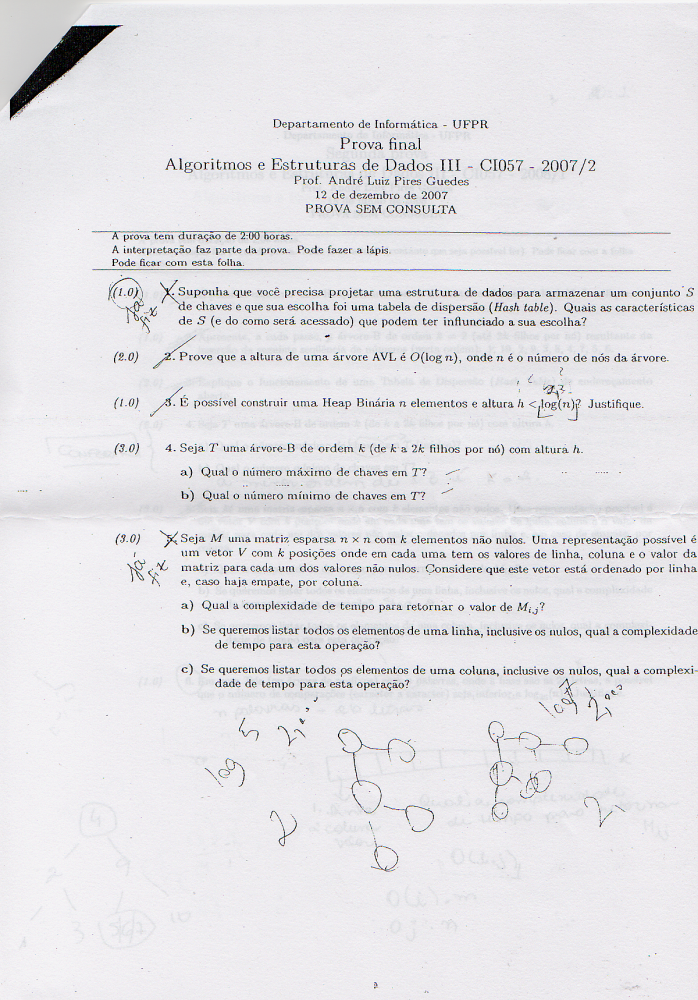 Departamento de Informática - UFPR
Prova final
Algoritmos e Estruturas de Dados III - CI057 - 2007/2
Prof. André Luiz Pires Guedes
12 de dezembro de 2007
PROVA SEM CONSULTA
A prova tem duração de 2:00 horas.
A interpretação faz parte da prova. Pode fazer a lápis.
Pode ficar com esta folha.
(1.0) 1. Suponha que você precisa projetar uma estrutura de dados para armazenar um conjunto S
de chaves e que sua escolha foi uma tabela de dispersão (Hash table). Quais as características
de S (e do como será acessado) que podem ter influnciado a sua escolha?
já fix
(2.0) 2. Prove que a altura de uma árvore AVL é O(log n), onde n é o número de nós da árvore.
(1.0) 3. É possível construir uma Heap Binária n elementos e altura h < log(n)? Justifique.
(3.0) 4. Seja T uma árvore-B de ordem k (de k a 2k filhos por nó) com altura h.
a) Qual o número máximo de chaves em T?
b) Qual o número mínimo de chaves em T?
(3.0) 5. Seja M uma matriz esparsa n × n com k elementos não nulos. Uma representação possível é
um vetor V com k posições onde em cada uma tem os valores de linha, coluna e o valor da
matriz para cada um dos valores não nulos. Considere que este vetor está ordenado por linha
e, caso haja empate, por coluna.
já fix
a) Qual a complexidade de tempo para retornar o valor de Mi,j?
b) Se queremos listar todos os elementos de uma linha, inclusive os nulos, qual a complexidade
de tempo para esta operação?
c) Se queremos listar todos os elementos de uma coluna, inclusive os nulos, qual a complexi-
dade de tempo para esta operação?
log 5 2,...
log 7 2,...
2
2,